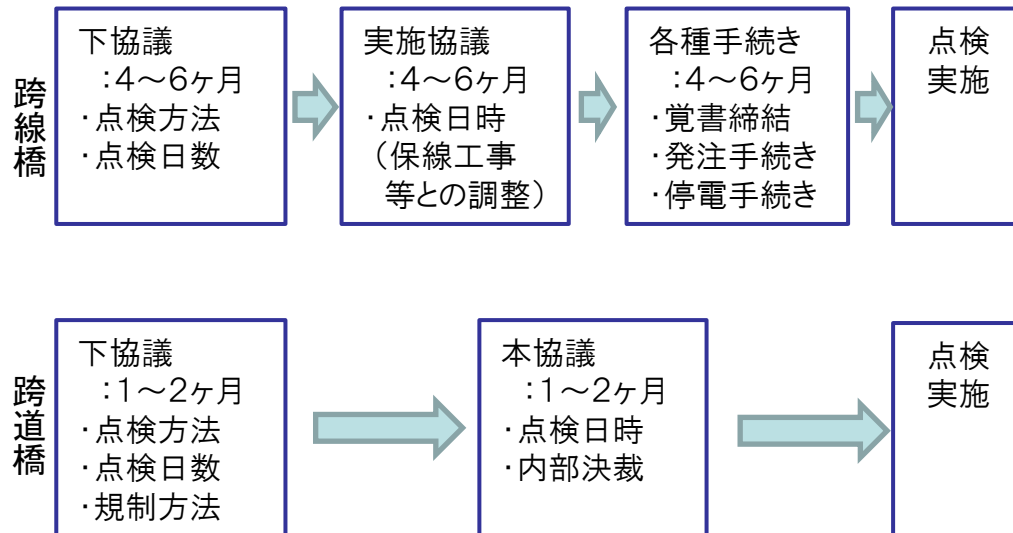 跨線橋
下協議
:4～6ヶ月
・点検方法
・点検日数
実施協議
:4～6ヶ月
・点検日時
（保線工事
等との調整）
各種手続き
:4～6ヶ月
・覚書締結
・発注手続き
・停電手続き
点検
実施
跨道橋
下協議
:1～2ヶ月
・点検方法
・点検日数
・規制方法
本協議
:1～2ヶ月
・点検日時
・内部決裁
点検
実施